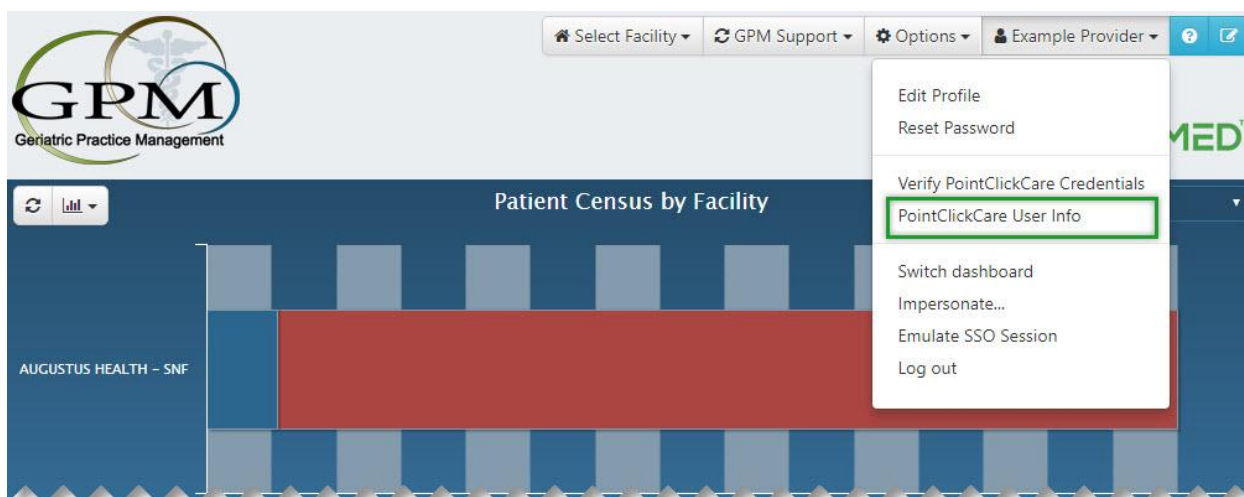 Select Facility
GPM Support
Options
Example Provider
?
GPM
Geriatric Practice Management
Edit Profile
Reset Password
MED™
Verify PointClickCare Credentials
PointClickCare User Info
Patient Census by Facility
Switch dashboard
Impersonate...
Emulate SSO Session
Log out
AUGUSTUS HEALTH – SNF